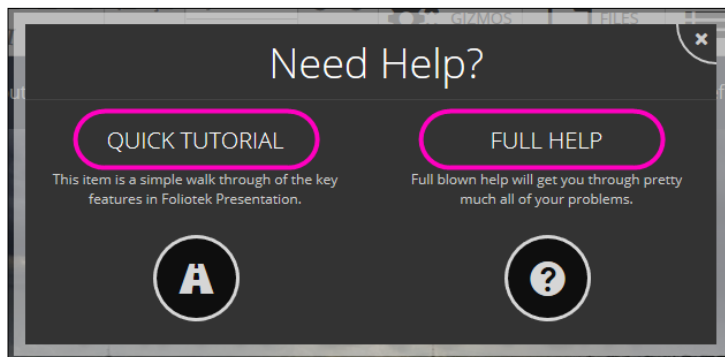 GIZMOS
FILES
Need Help?
QUICK TUTORIAL
FULL HELP
This item is a simple walk through of the key
features in Foliotek Presentation.
Full blown help will get you through pretty
much all of your problems.